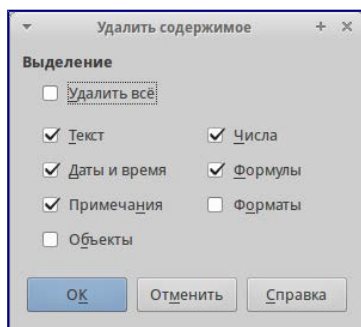 Удалить содержимое
Выделение
Удалить всё
Текст Числа
Даты и время Формулы
Примечания Форматы
Объекты
OK Отменить Справка